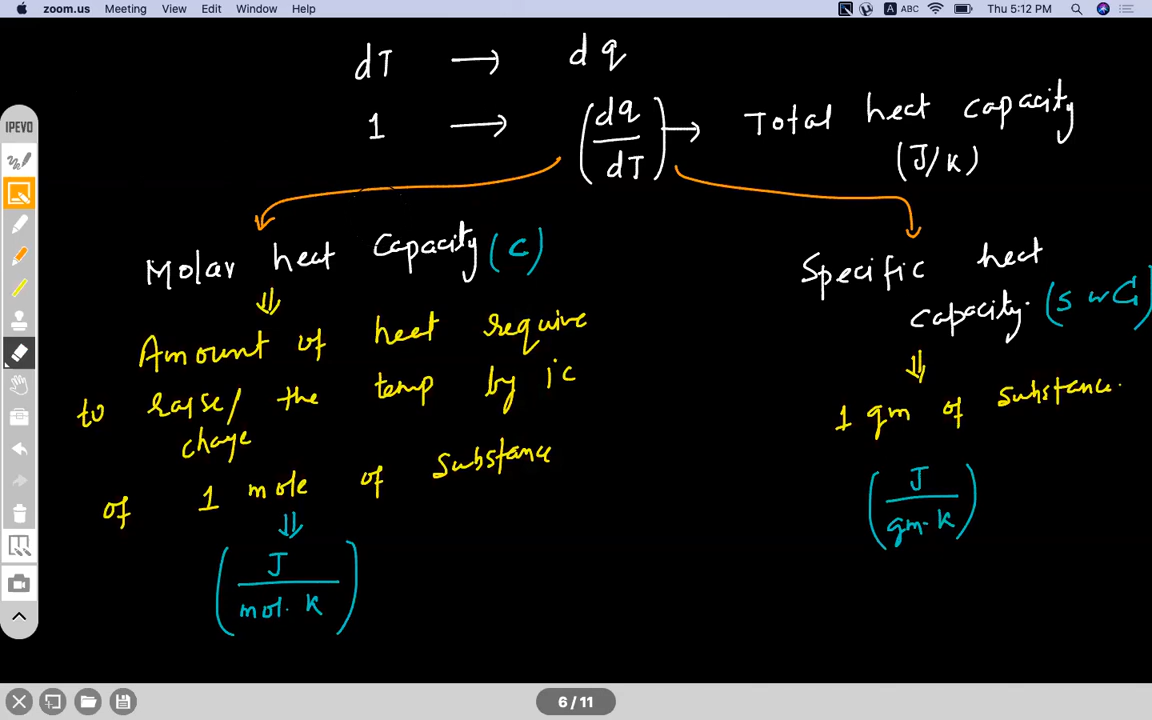 zoom.us Meeting View Edit Window Help
A ABC Thu 5:12 PM
IPEVO
dT → dq
1 → (dq/dT) → Total heat capacity
(J/K)
Molar heat capacity (C)
⇓
Amount of heat require
to raise/ the temp by 1c
change
of 1 mole of substance
⇓
(J/mol. K)
Specific heat
capacity. (s or
⇓
1 gm of substance.
(J/gm. K)
6 / 11